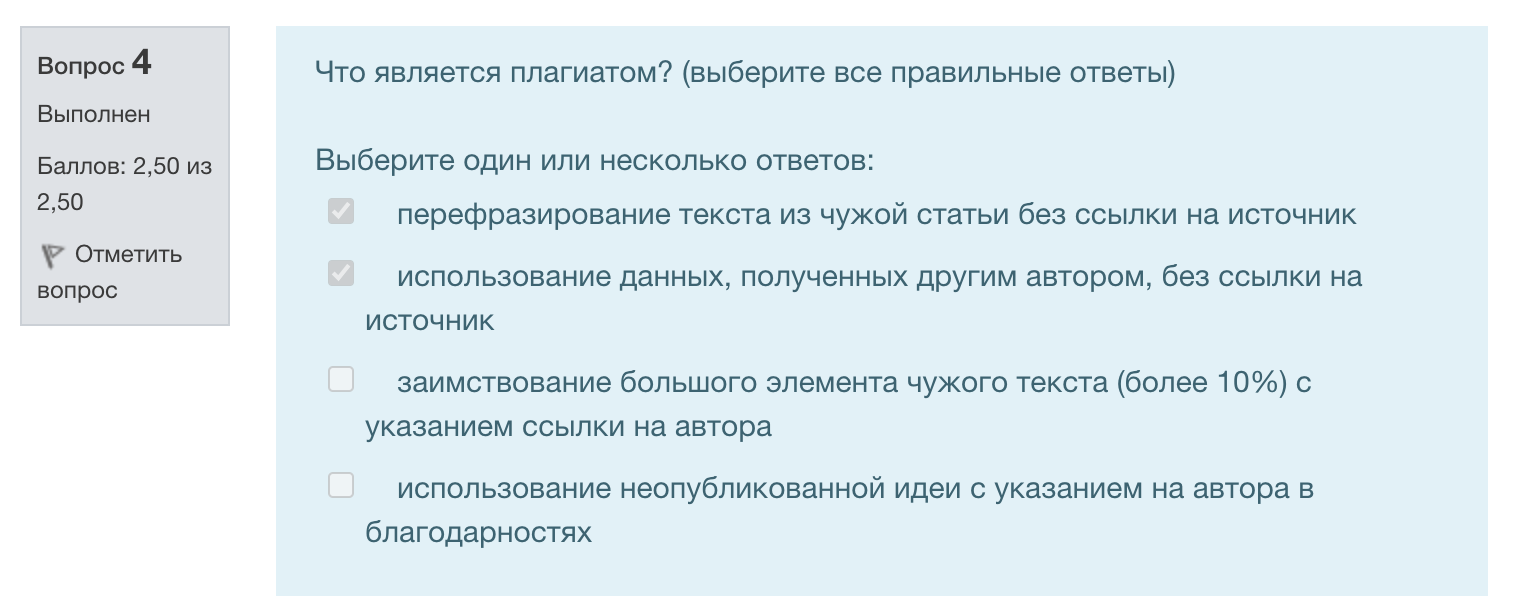 Вопрос 4
Выполнен
Баллов: 2,50 из
2,50
Отметить
вопрос
Что является плагиатом? (выберите все правильные ответы)
Выберите один или несколько ответов:
перефразирование текста из чужой статьи без ссылки на источник
использование данных, полученных другим автором, без ссылки на
источник
заимствование большого элемента чужого текста (более 10%) с
указанием ссылки на автора
использование неопубликованной идеи с указанием на автора в
благодарностях